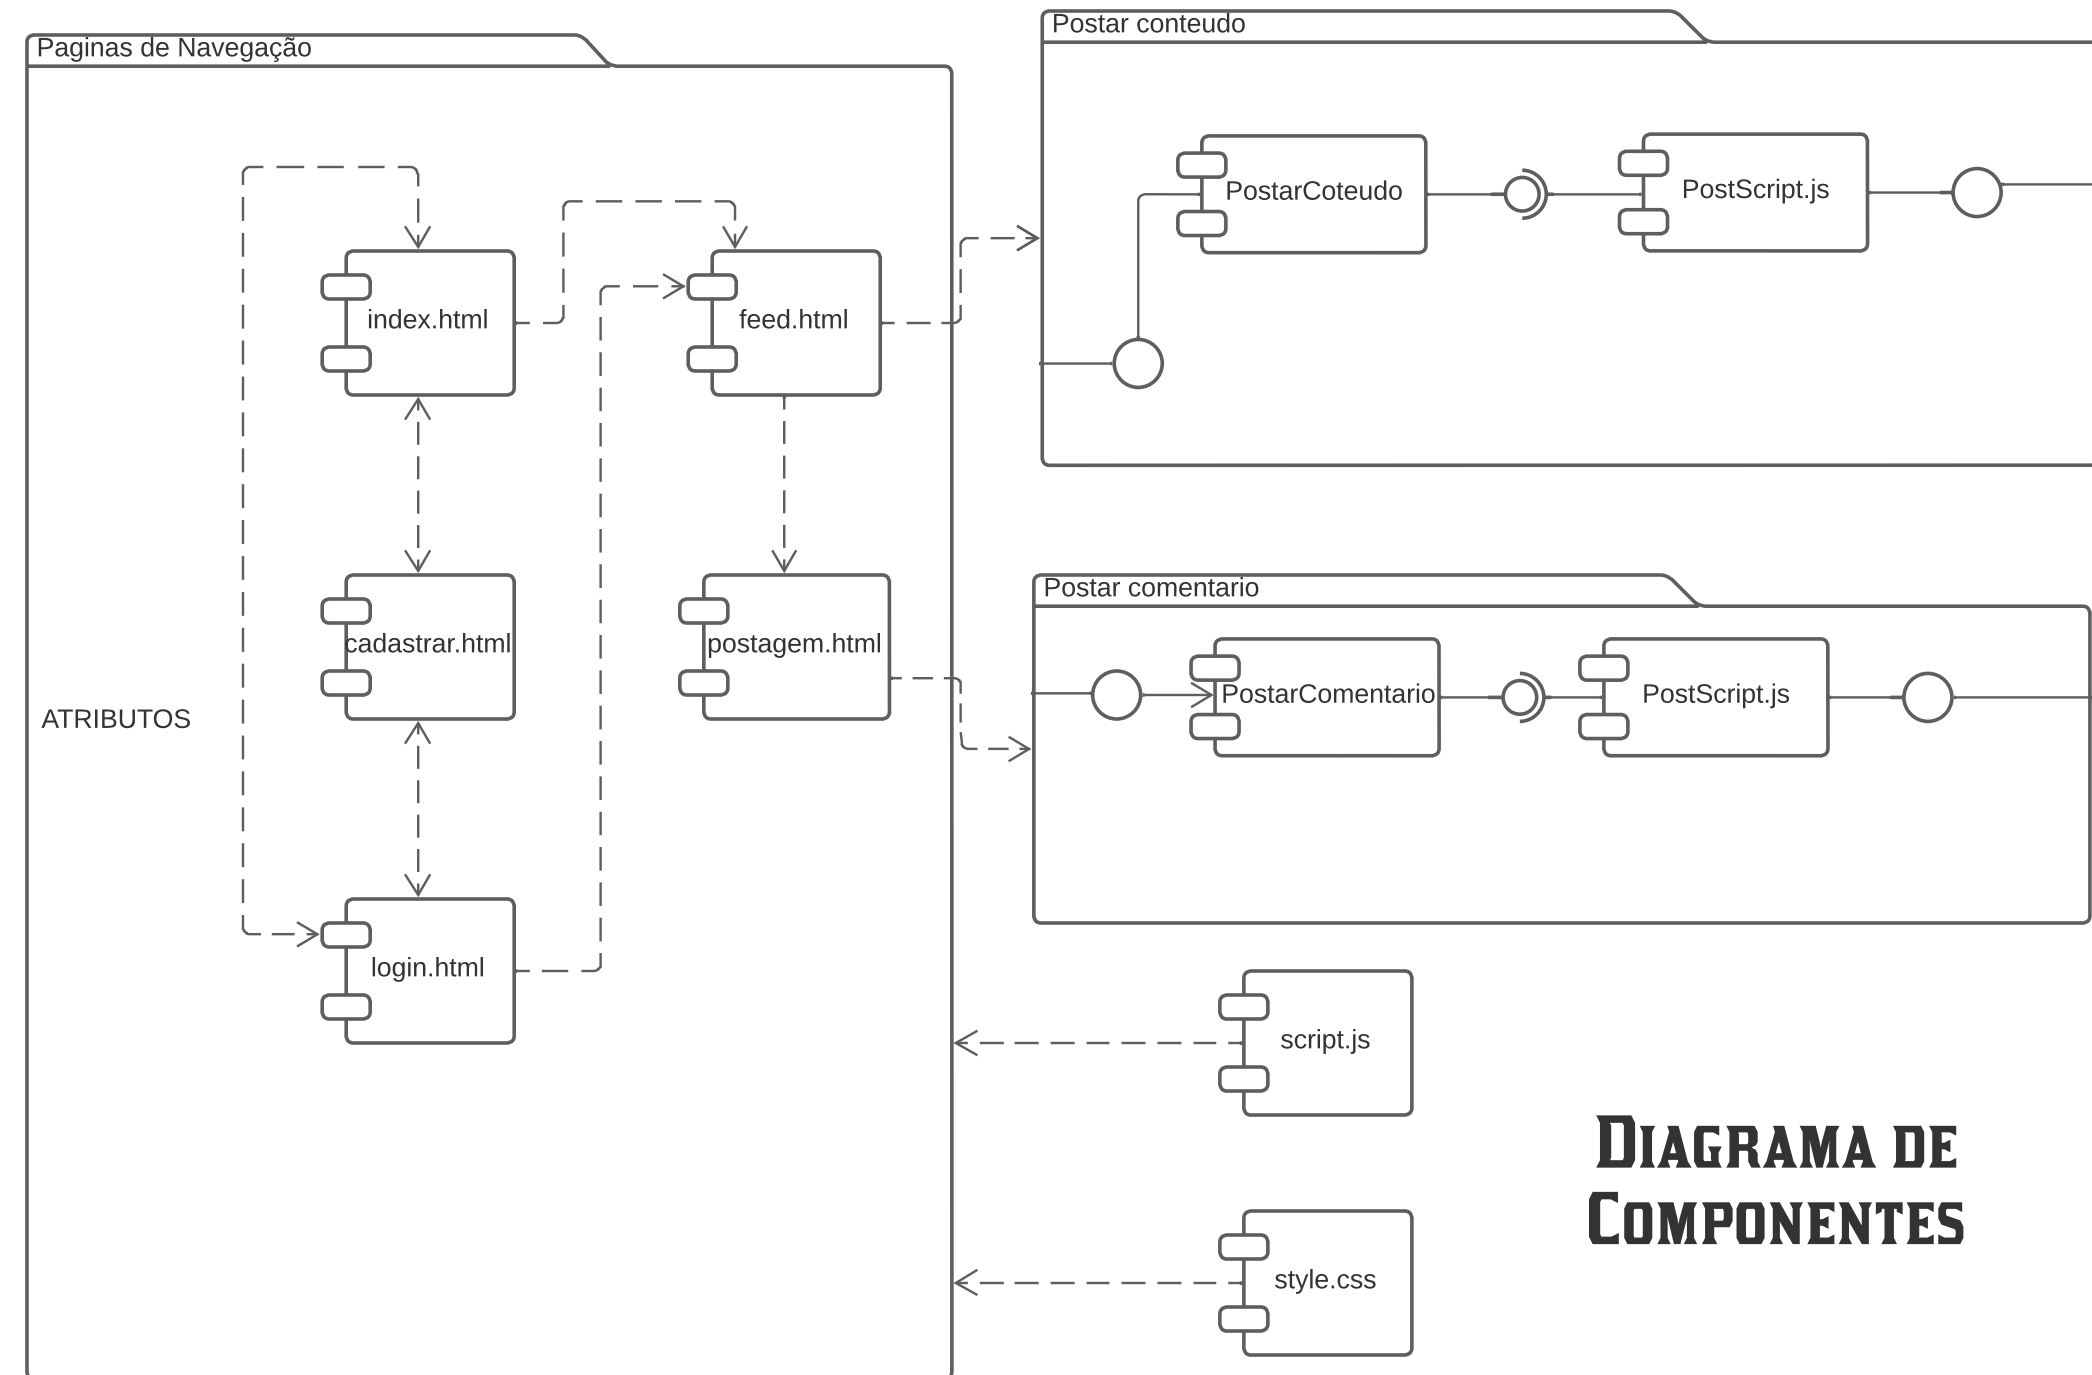 Paginas de Navegação
index.html
feed.html
cadastrar.html
postagem.html
ATRIBUTOS
login.html
Postar conteudo
PostarCoteudo
PostScript.js
Postar comentario
PostarComentario
PostScript.js
script.js
style.css
DIAGRAMA DE
COMPONENTES